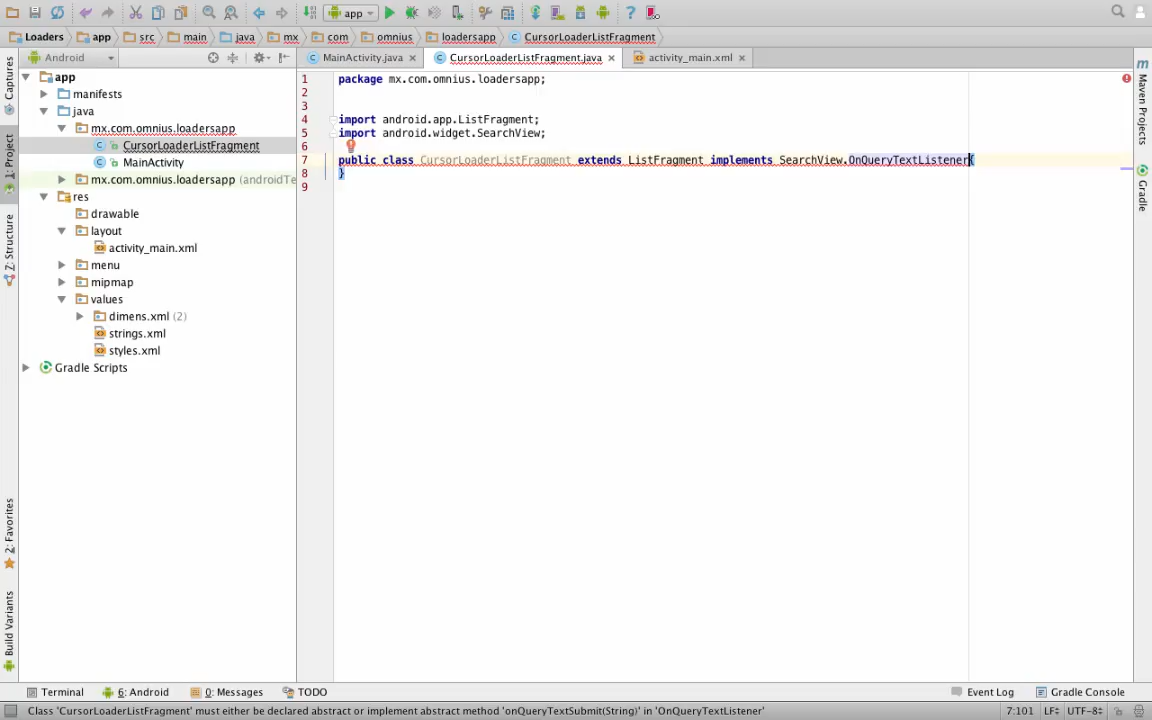 app
Loaders
app
src
main
java
mx
com
omnius
loadersapp
CursorLoaderListFragment
Android
MainActivity.java
CursorLoaderListFragment.java
activity_main.xml
Captures
1: Project
Z: Structure
2: Favorites
Build Variants
app
manifests
java
mx.com.omnius.loadersapp
CursorLoaderListFragment
MainActivity
mx.com.omnius.loadersapp (androidTe
res
drawable
layout
activity_main.xml
menu
mipmap
values
dimens.xml (2)
strings.xml
styles.xml
Gradle Scripts
1 package mx.com.omnius.loadersapp;
2
3
4 import android.app.ListFragment;
5 import android.widget.SearchView;
6
7 public class CursorLoaderListFragment extends ListFragment implements SearchView.OnQueryTextListener{
8 }
9
Maven Projects
Gradle
Terminal
6: Android
0: Messages
TODO
Event Log
Gradle Console
Class 'CursorLoaderListFragment' must either be declared abstract or implement abstract method 'onQueryTextSubmit(String)' in 'OnQueryTextListener'
7:101
LF
UTF-8